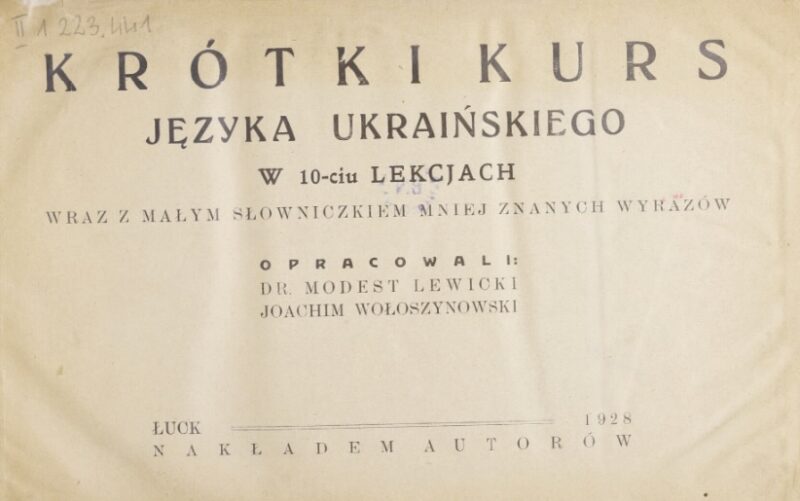 II 1 223.441
KRÓTKI KURS
JĘZYKA UKRAIŃSKIEGO
W 10-ciu LEKCJACH
WRAZ Z MAŁYM SŁOWNICZKIEM MNIEJ ZNANYCH WYRAZÓW
OPRACOWALI:
DR. MODEST LEWICKI
JOACHIM WOŁOSZYNOWSKI
ŁUCK 1928
NAKŁADEM AUTORÓW